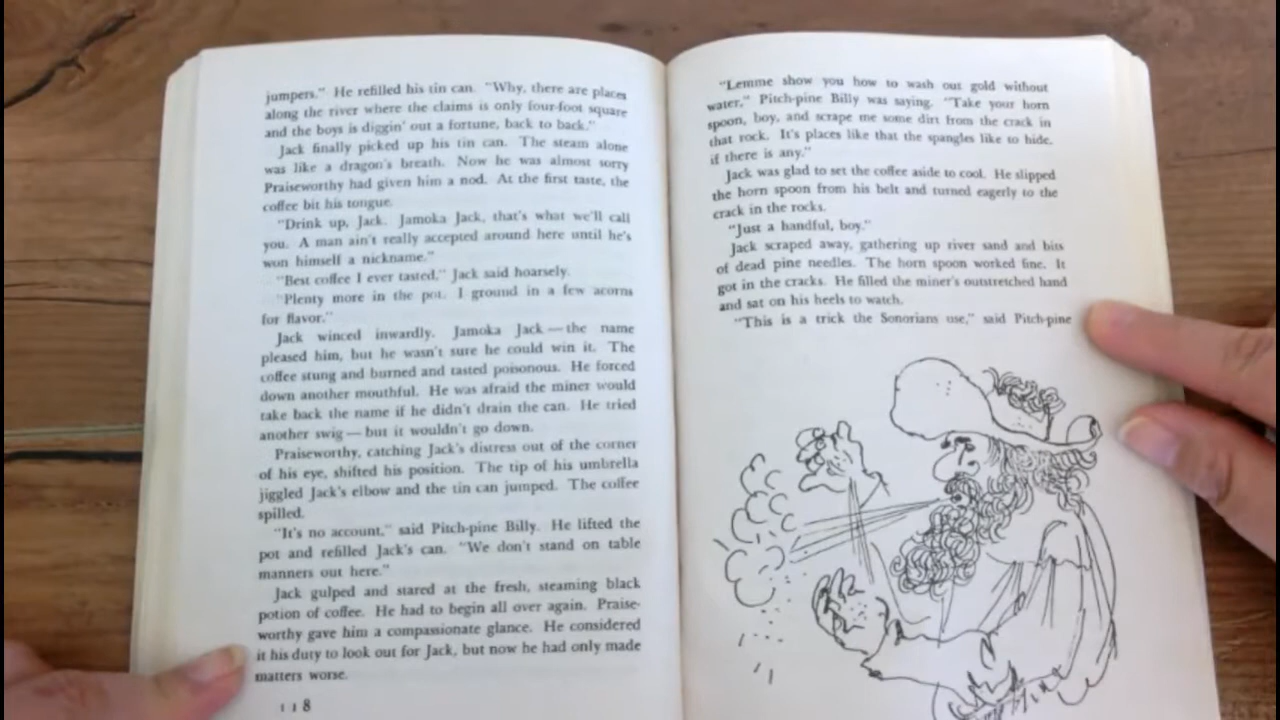 jumpers." He refilled his tin can. "Why, there are places
along the river where the claims is only four-foot square
and the boys is diggin' out a fortune, back to back."
Jack finally picked up his tin can. The steam alone
was like a dragon's breath. Now he was almost sorry
Praiseworthy had given him a nod. At the first taste, the
coffee bit his tongue.
"Drink up, Jack. Jamoka Jack, that's what we'll call
you. A man ain't really accepted around here until he's
won himself a nickname."
"Best coffee I ever tasted," Jack said hoarsely.
"Plenty more in the pot. I ground in a few acorns
for flavor."
Jack winced inwardly. Jamoka Jack — the name
pleased him, but he wasn't sure he could win it. The
coffee stung and burned and tasted poisonous. He forced
down another mouthful. He was afraid the miner would
take back the name if he didn't drain the can. He tried
another swig — but it wouldn't go down.
Praiseworthy, catching Jack's distress out of the corner
of his eye, shifted his position. The tip of his umbrella
jiggled Jack's elbow and the tin can jumped. The coffee
spilled.
"It's no account," said Pitch-pine Billy. He lifted the
pot and refilled Jack's can. "We don't stand on table
manners out here."
Jack gulped and stared at the fresh, steaming black
potion of coffee. He had to begin all over again. Praise-
worthy gave him a compassionate glance. He considered
it his duty to look out for Jack, but now he had only made
matters worse.
118
"Lemme show you how to wash out gold without
water," Pitch-pine Billy was saying. "Take your horn
spoon, boy, and scrape me some dirt from the crack in
that rock. It's places like that the spangles like to hide,
if there is any."
Jack was glad to set the coffee aside to cool. He slipped
the horn spoon from his belt and turned eagerly to the
crack in the rocks.
"Just a handful, boy."
Jack scraped away, gathering up river sand and bits
of dead pine needles. The horn spoon worked fine. It
got in the cracks. He filled the miner's outstretched hand
and sat on his heels to watch.
"This is a trick the Sonorians use," said Pitch-pine